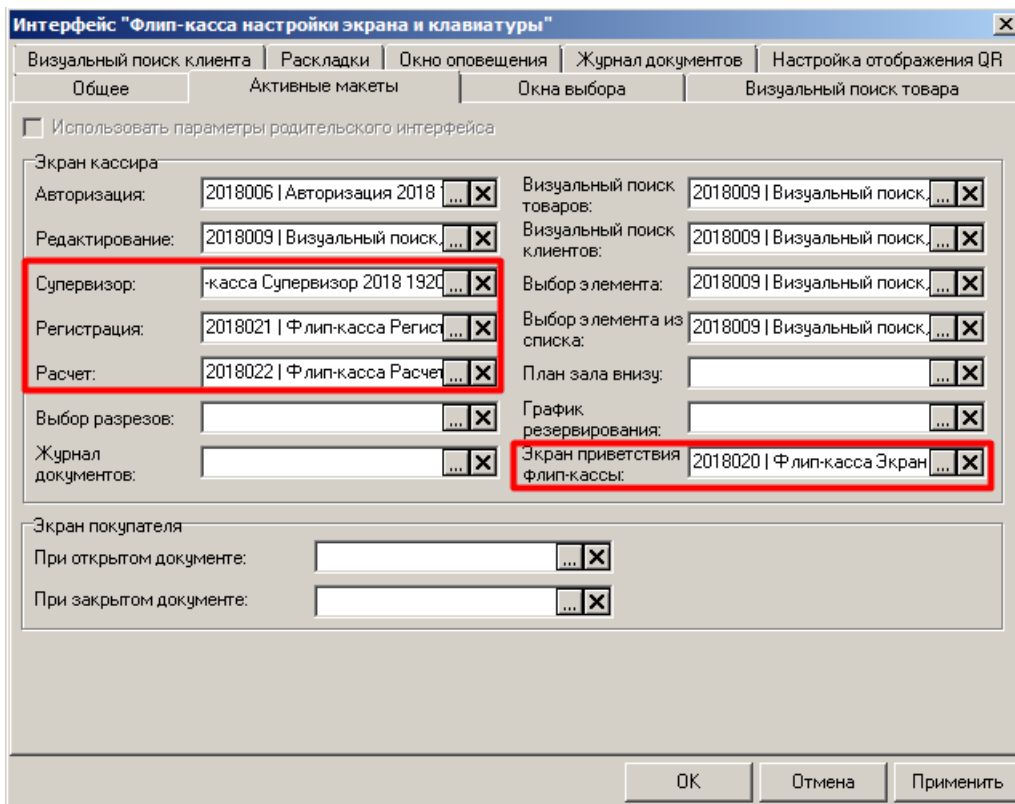 Интерфейс "Флип-касса настройки экрана и клавиатуры"
Визуальный поиск клиента Раскладки Окно оповещения Журнал документов Настройка отображения QR
Общее Активные макеты Окна выбора Визуальный поиск товара
Использовать параметры родительского интерфейса
Экран кассира
Авторизация: 2018006 | Авторизация 2018 ...
Редактирование: 2018009 | Визуальный поиск, ...
Супервизор: -касса Супервизор 2018 1920 ...
Регистрация: 2018021 | Флип-касса Регист ...
Расчет: 2018022 | Флип-касса Расчет ...
Выбор разрезов: ...
Журнал
документов: ...
Визуальный поиск
товаров: 2018009 | Визуальный поиск, ...
Визуальный поиск
клиентов: 2018009 | Визуальный поиск, ...
Выбор элемента: 2018009 | Визуальный поиск, ...
Выбор элемента из
списка: 2018009 | Визуальный поиск, ...
План зала внизу: ...
График
резервирования: ...
Экран приветствия
Флип-кассы: 2018020 | Флип-касса Экран ...
Экран покупателя
При открытом документе: ...
При закрытом документе: ...
OK Отмена Применить